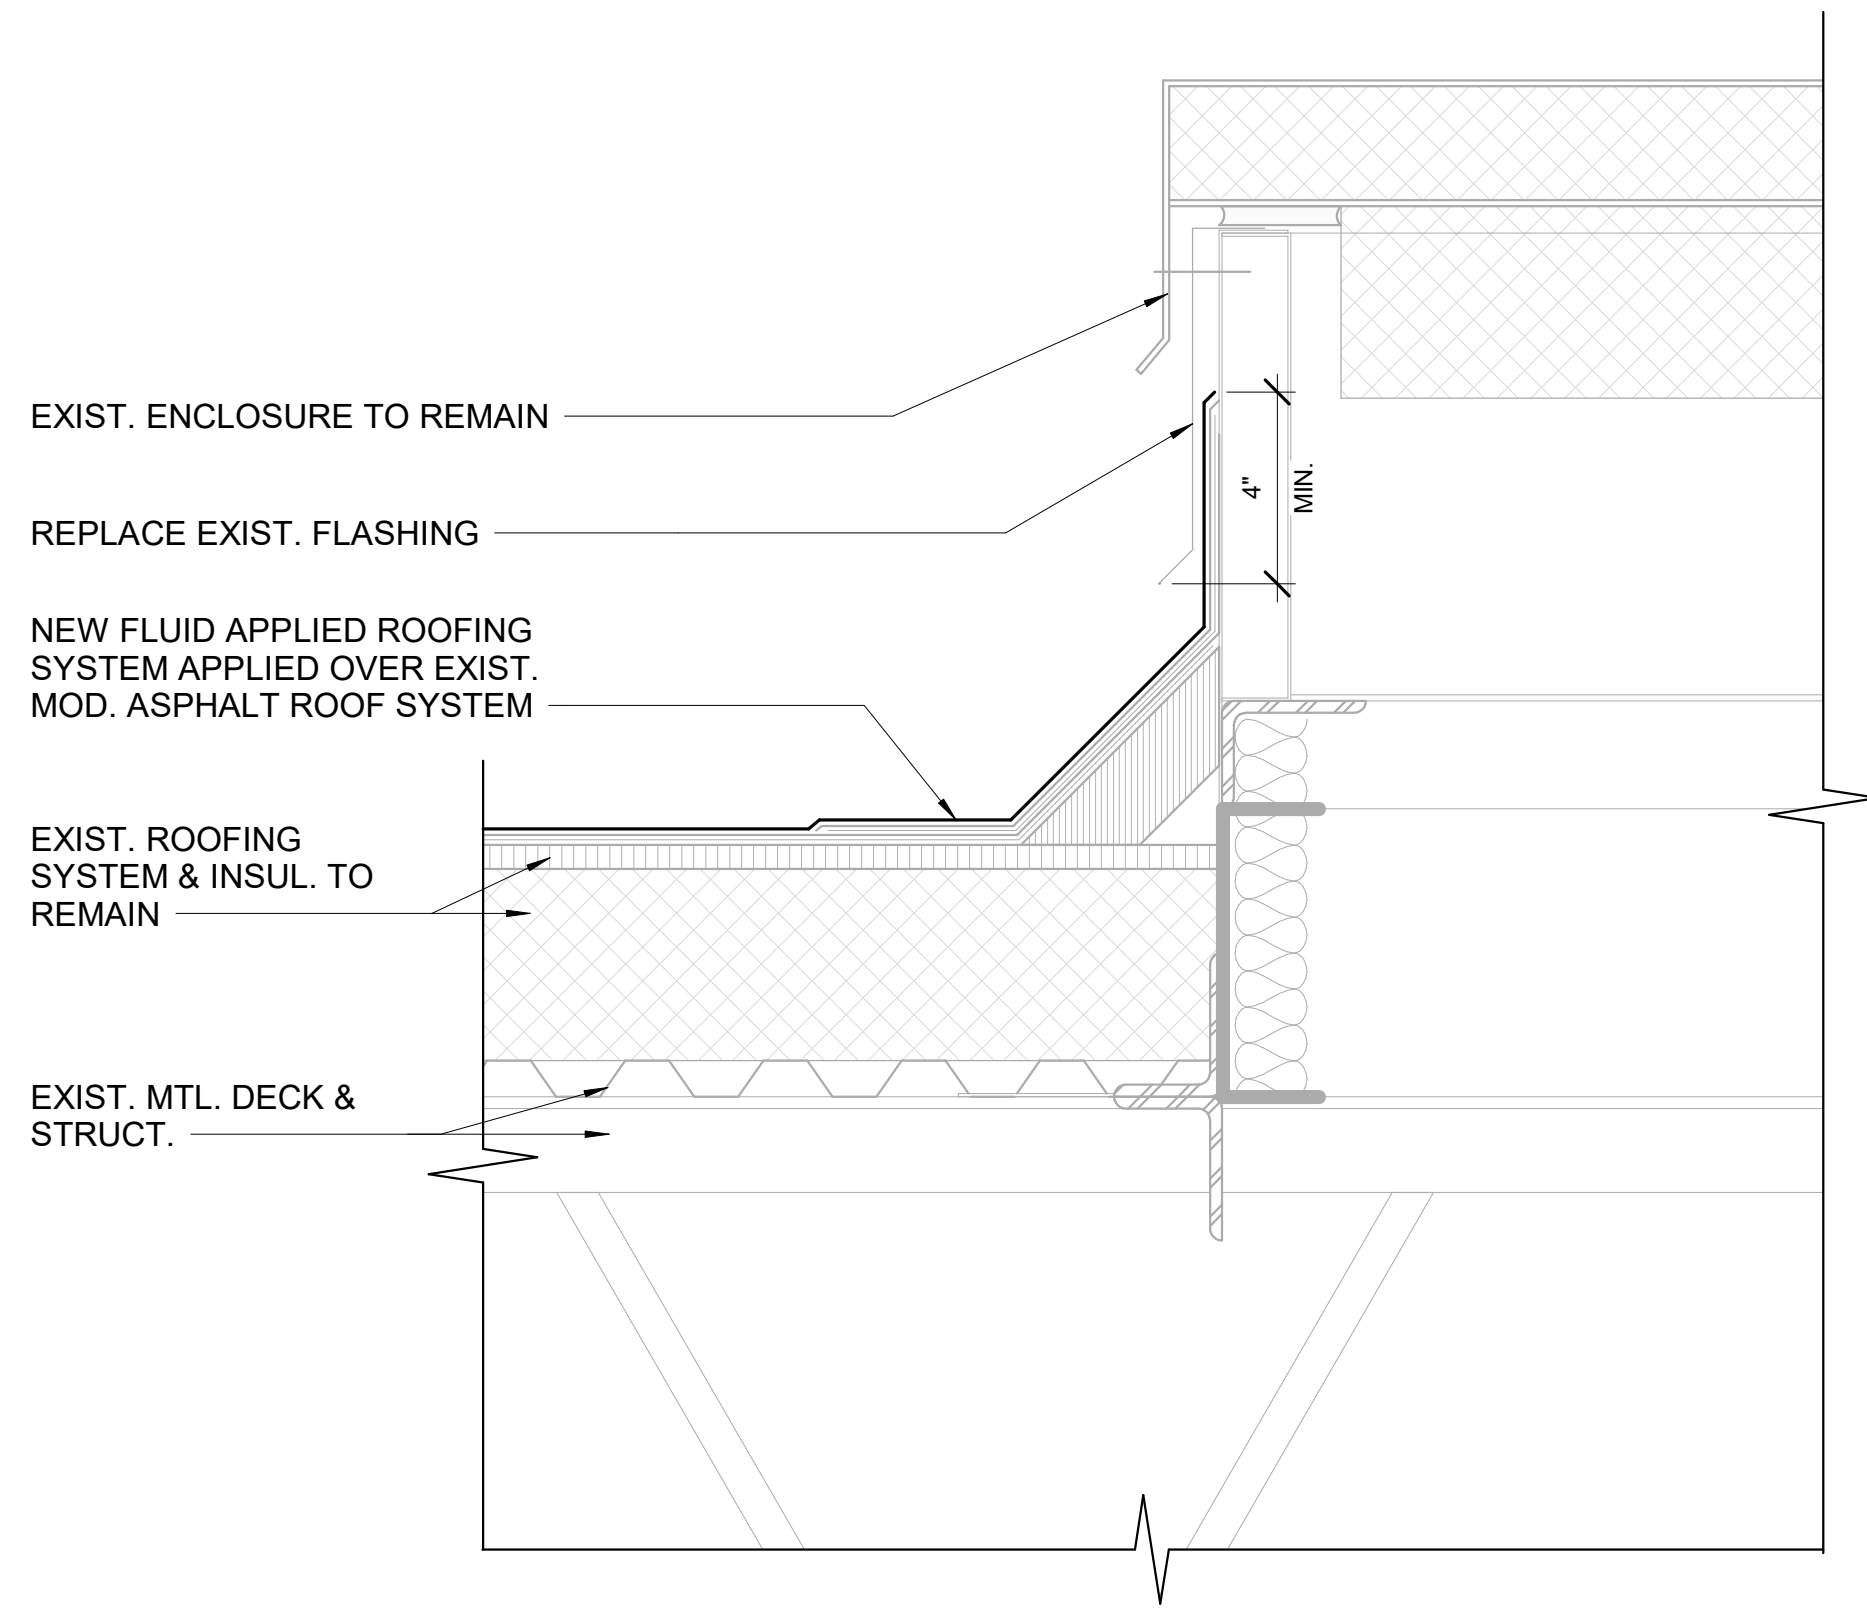 EXIST. ENCLOSURE TO REMAIN
REPLACE EXIST. FLASHING
4"
MIN.
NEW FLUID APPLIED ROOFING
SYSTEM APPLIED OVER EXIST.
MOD. ASPHALT ROOF SYSTEM
EXIST. ROOFING
SYSTEM & INSUL. TO
REMAIN
EXIST. MTL. DECK &
STRUCT.